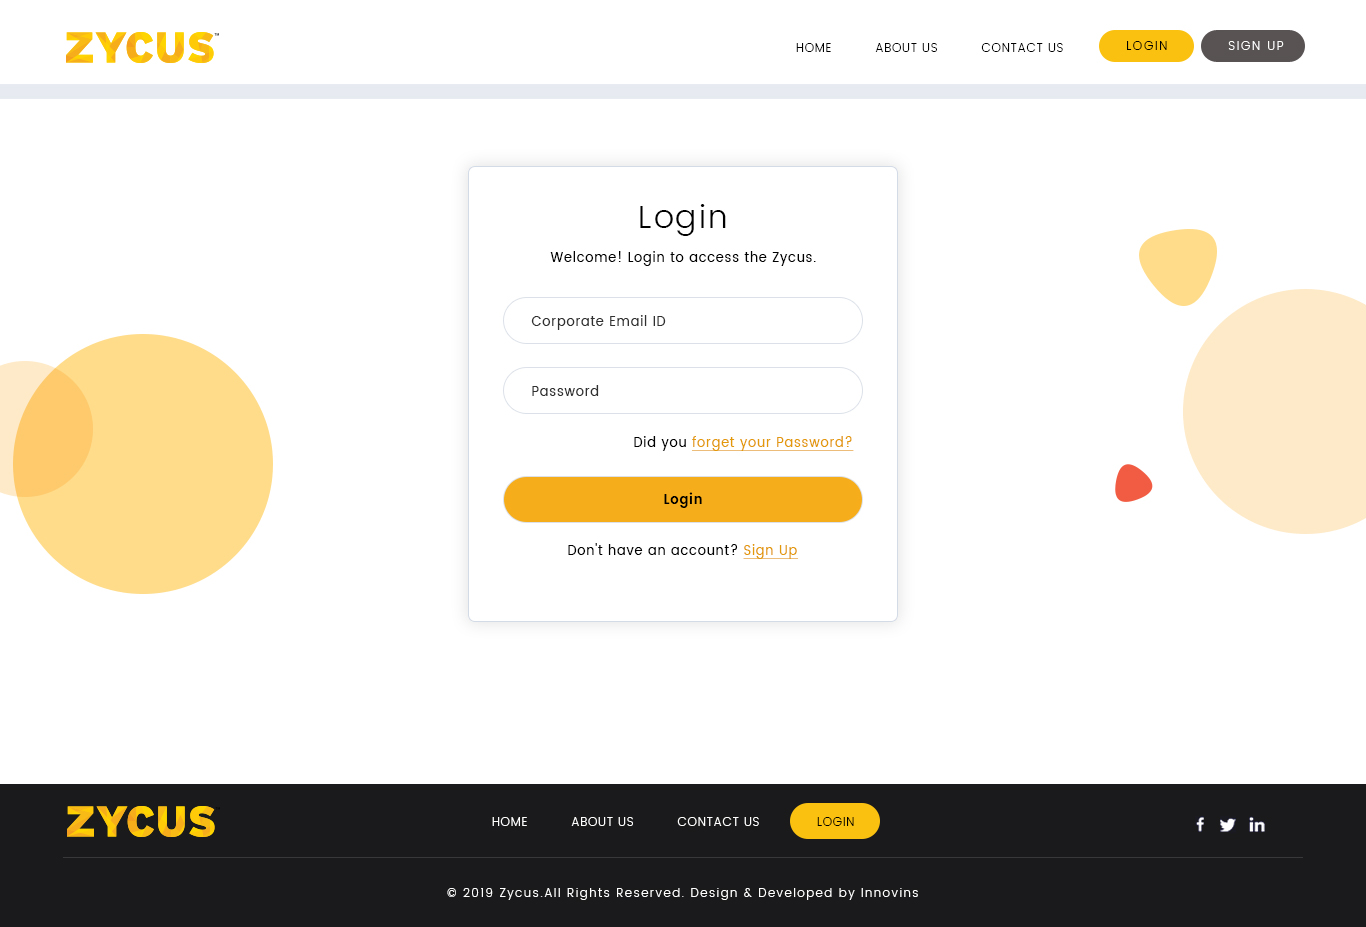 ZYCUS™
HOME ABOUT US CONTACT US LOGIN SIGN UP
Login
Welcome! Login to access the Zycus.
Corporate Email ID
Password
Did you forget your Password?
Login
Don't have an account? Sign Up
ZYCUS
HOME ABOUT US CONTACT US LOGIN
© 2019 Zycus.All Rights Reserved. Design & Developed by Innovins